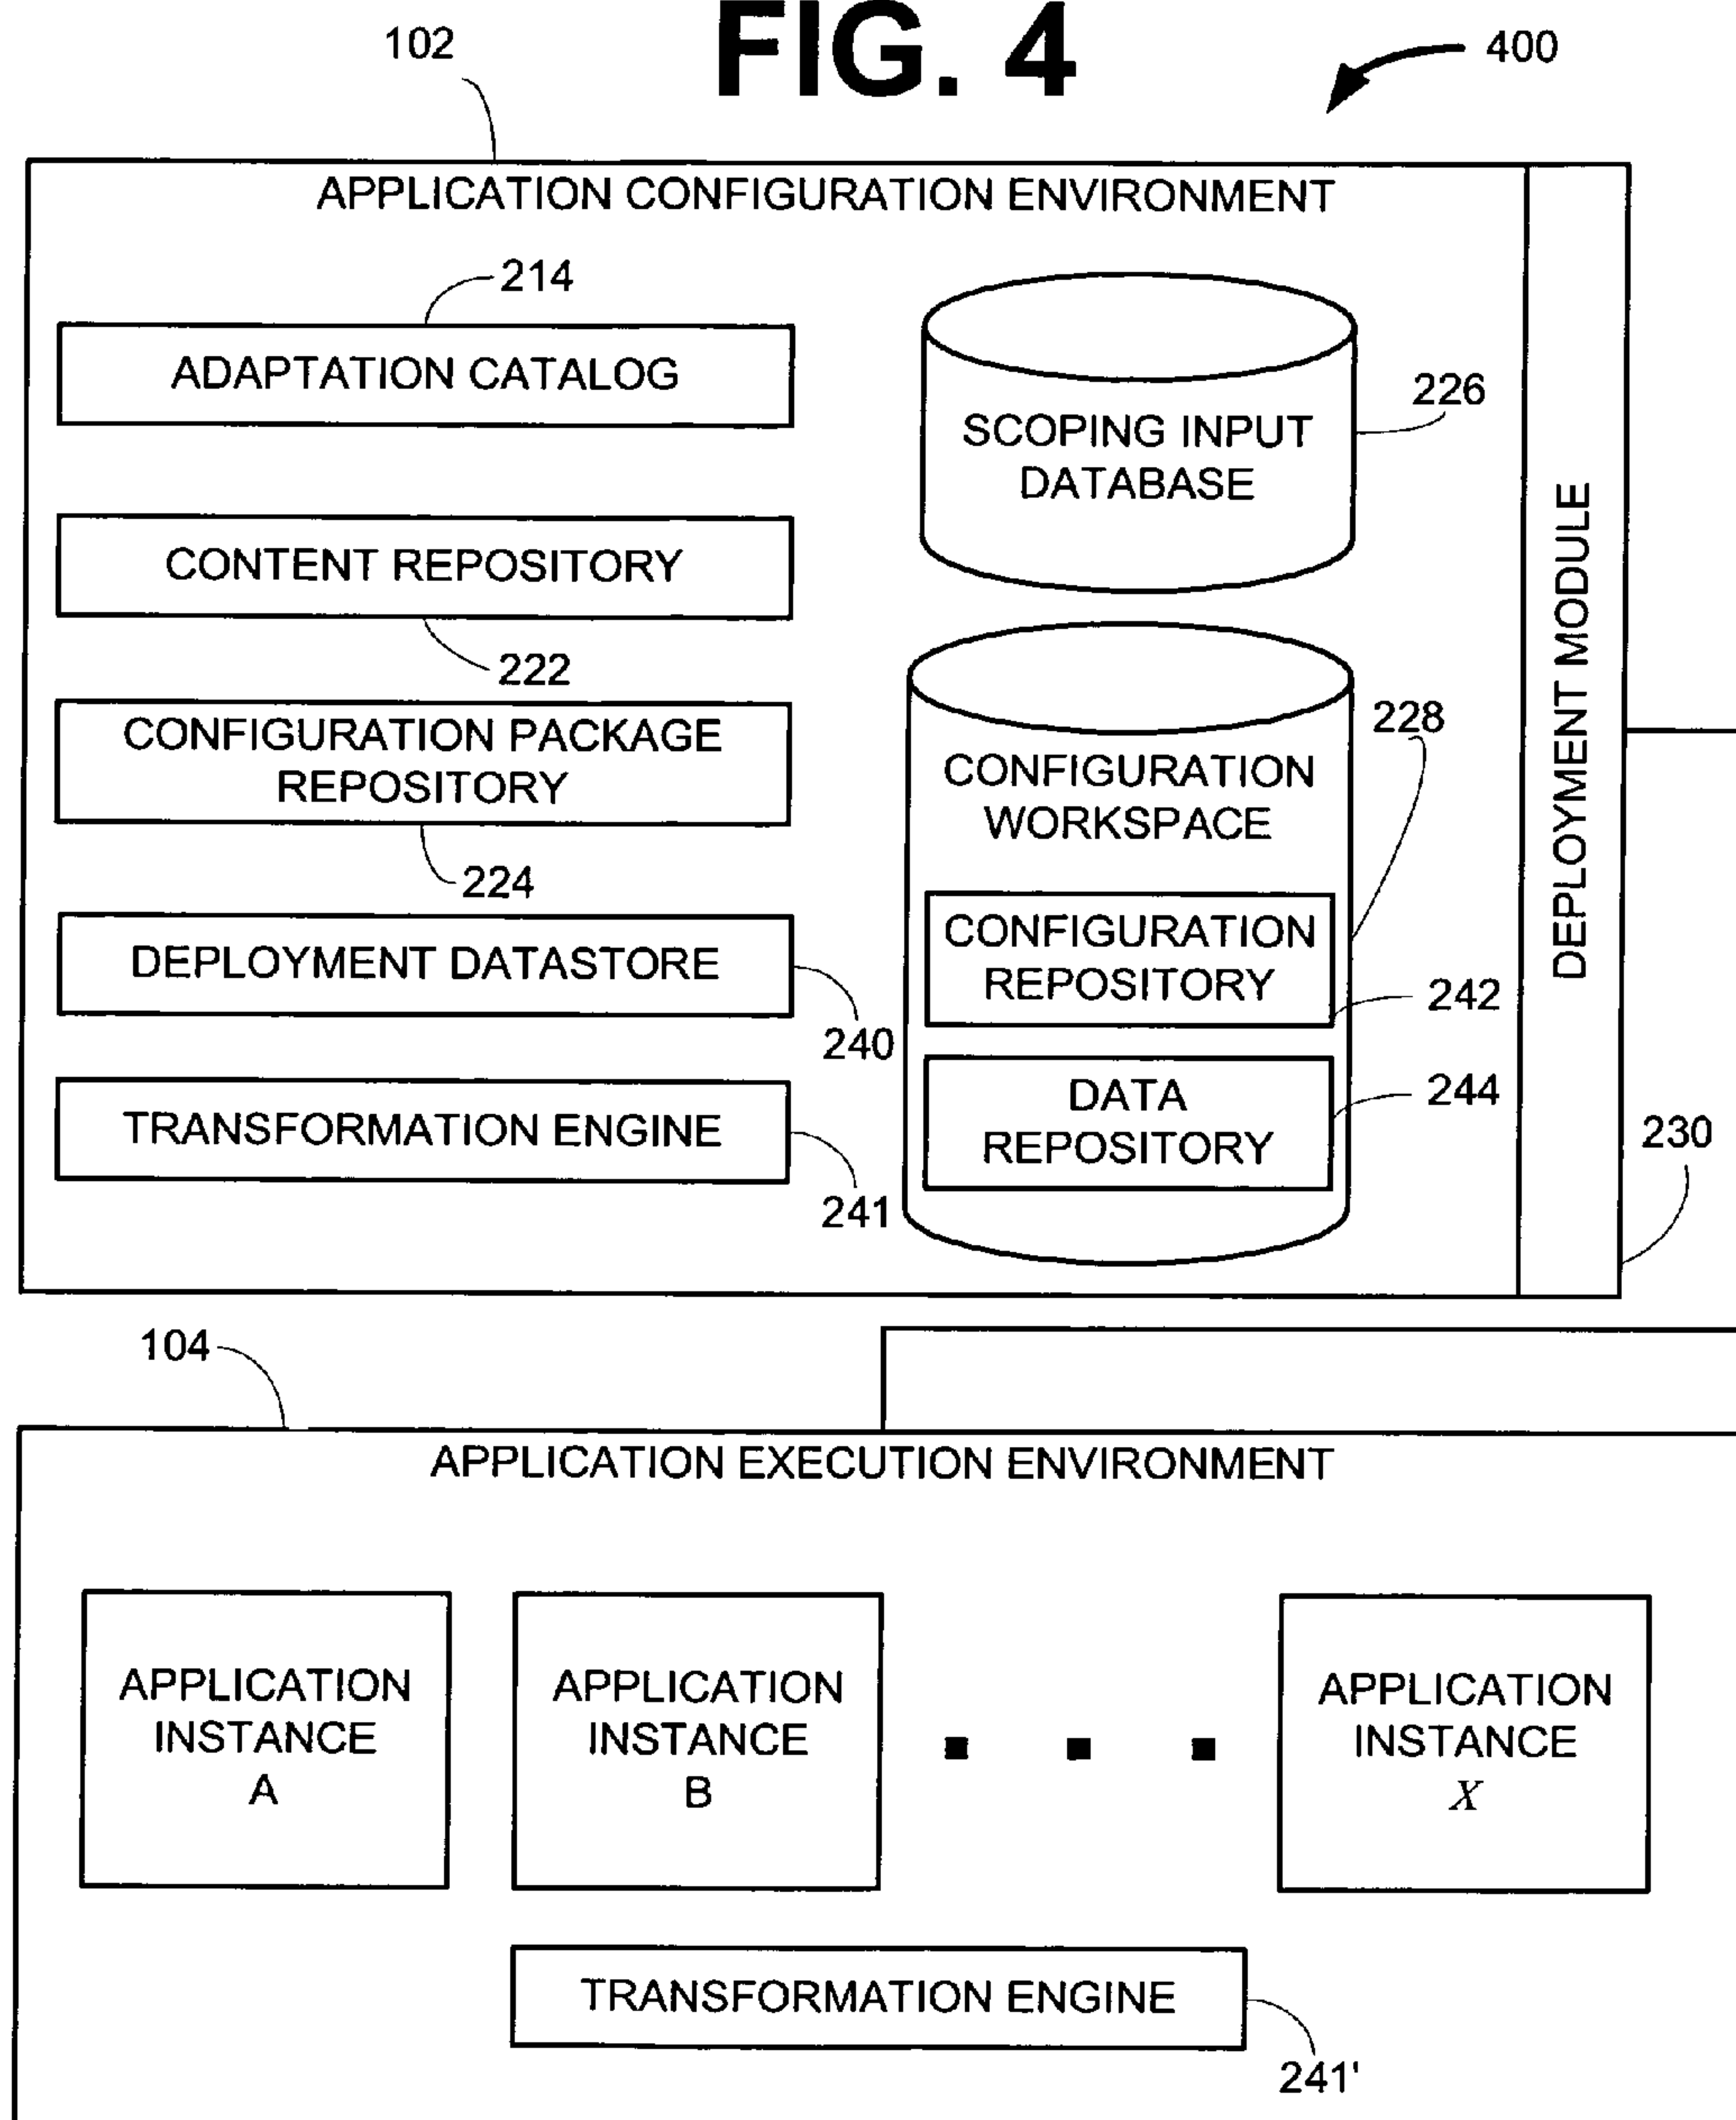 FIG. 4
102
400
APPLICATION CONFIGURATION ENVIRONMENT
214
ADAPTATION CATALOG
CONTENT REPOSITORY
222
CONFIGURATION PACKAGE
REPOSITORY
224
DEPLOYMENT DATASTORE
240
TRANSFORMATION ENGINE
241
SCOPING INPUT
DATABASE
226
CONFIGURATION
WORKSPACE
228
CONFIGURATION
REPOSITORY
242
DATA
REPOSITORY
244
DEPLOYMENT MODULE
230
104
APPLICATION EXECUTION ENVIRONMENT
APPLICATION
INSTANCE
A
APPLICATION
INSTANCE
B
APPLICATION
INSTANCE
X
TRANSFORMATION ENGINE
241'